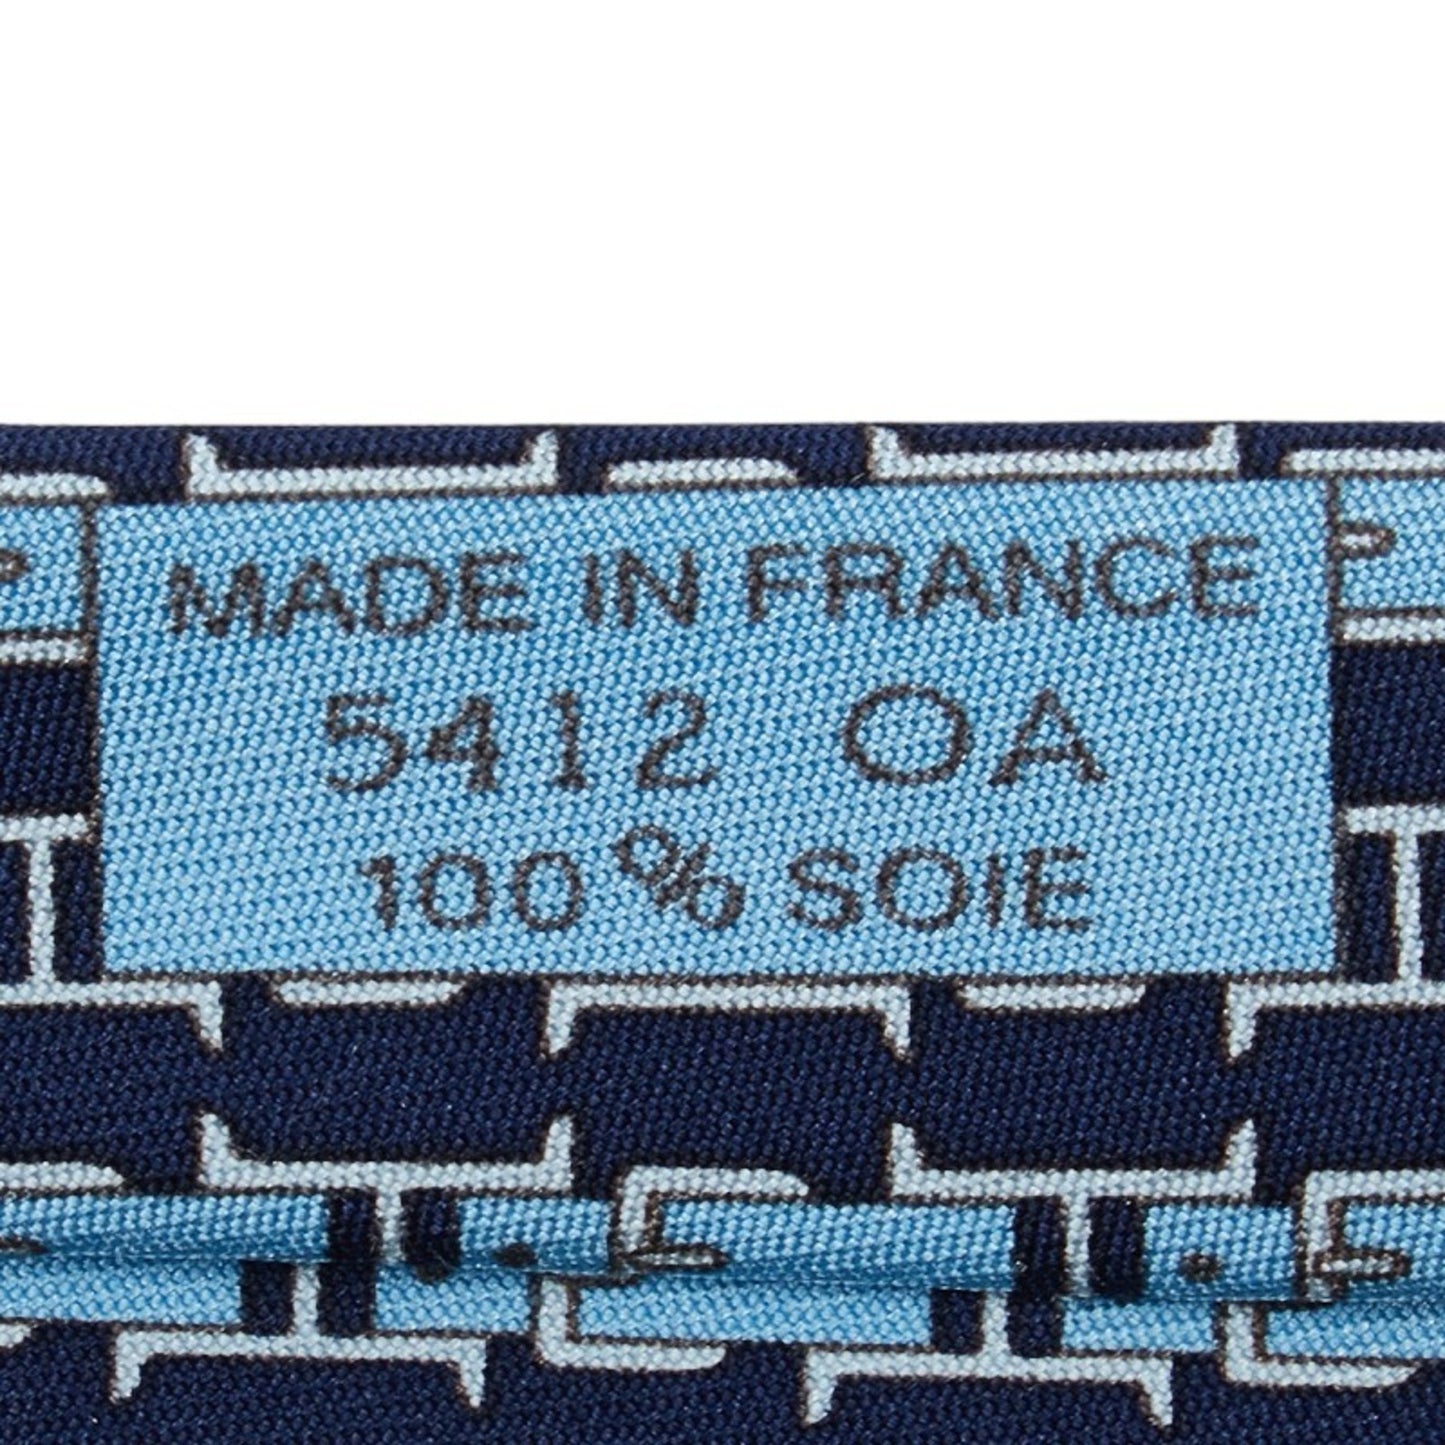 MADE IN FRANCE
5412 OA
100% SOIE